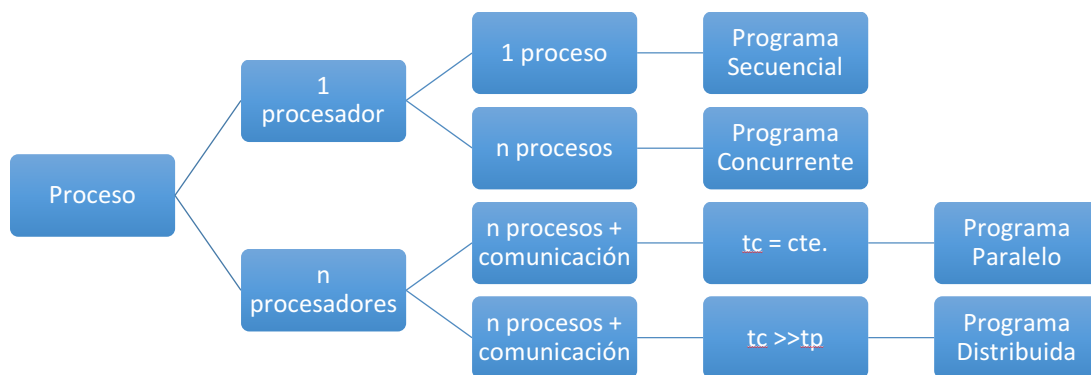 Proceso
1
procesador
1 proceso
Programa
Secuencial
n procesos
Programa
Concurrente
n
procesadores
n procesos +
comunicación
tc = cte.
Programa
Paralelo
n procesos +
comunicación
tc >>tp
Programa
Distribuida